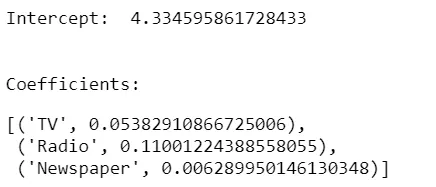 Intercept:  4.334595861728433
Coefficients:
[('TV', 0.05382910866725006),
 ('Radio', 0.11001224388558055),
 ('Newspaper', 0.006289950146130348)]